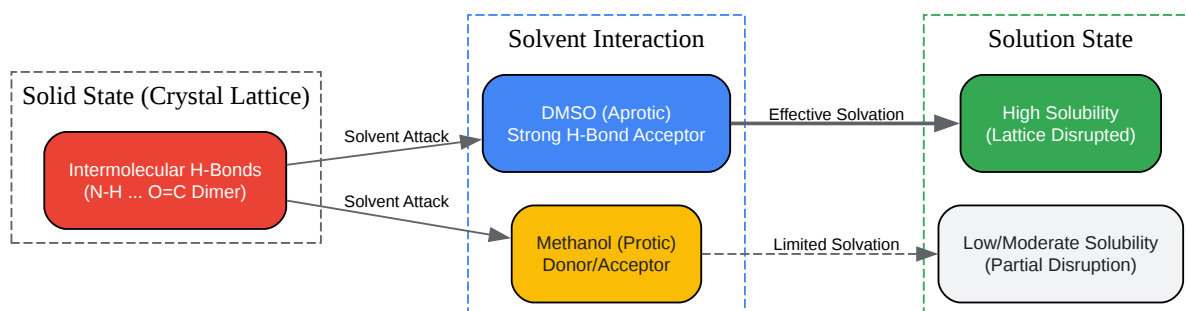 Solid State (Crystal Lattice)
Intermolecular H-Bonds
(N-H ... O=C Dimer)
Solvent Attack
Solvent Attack
Solvent Interaction
DMSO (Aprotic)
Strong H-Bond Acceptor
Methanol (Protic)
Donor/Acceptor
Effective Solvation
Limited Solvation
Solution State
High Solubility
(Lattice Disrupted)
Low/Moderate Solubility
(Partial Disruption)